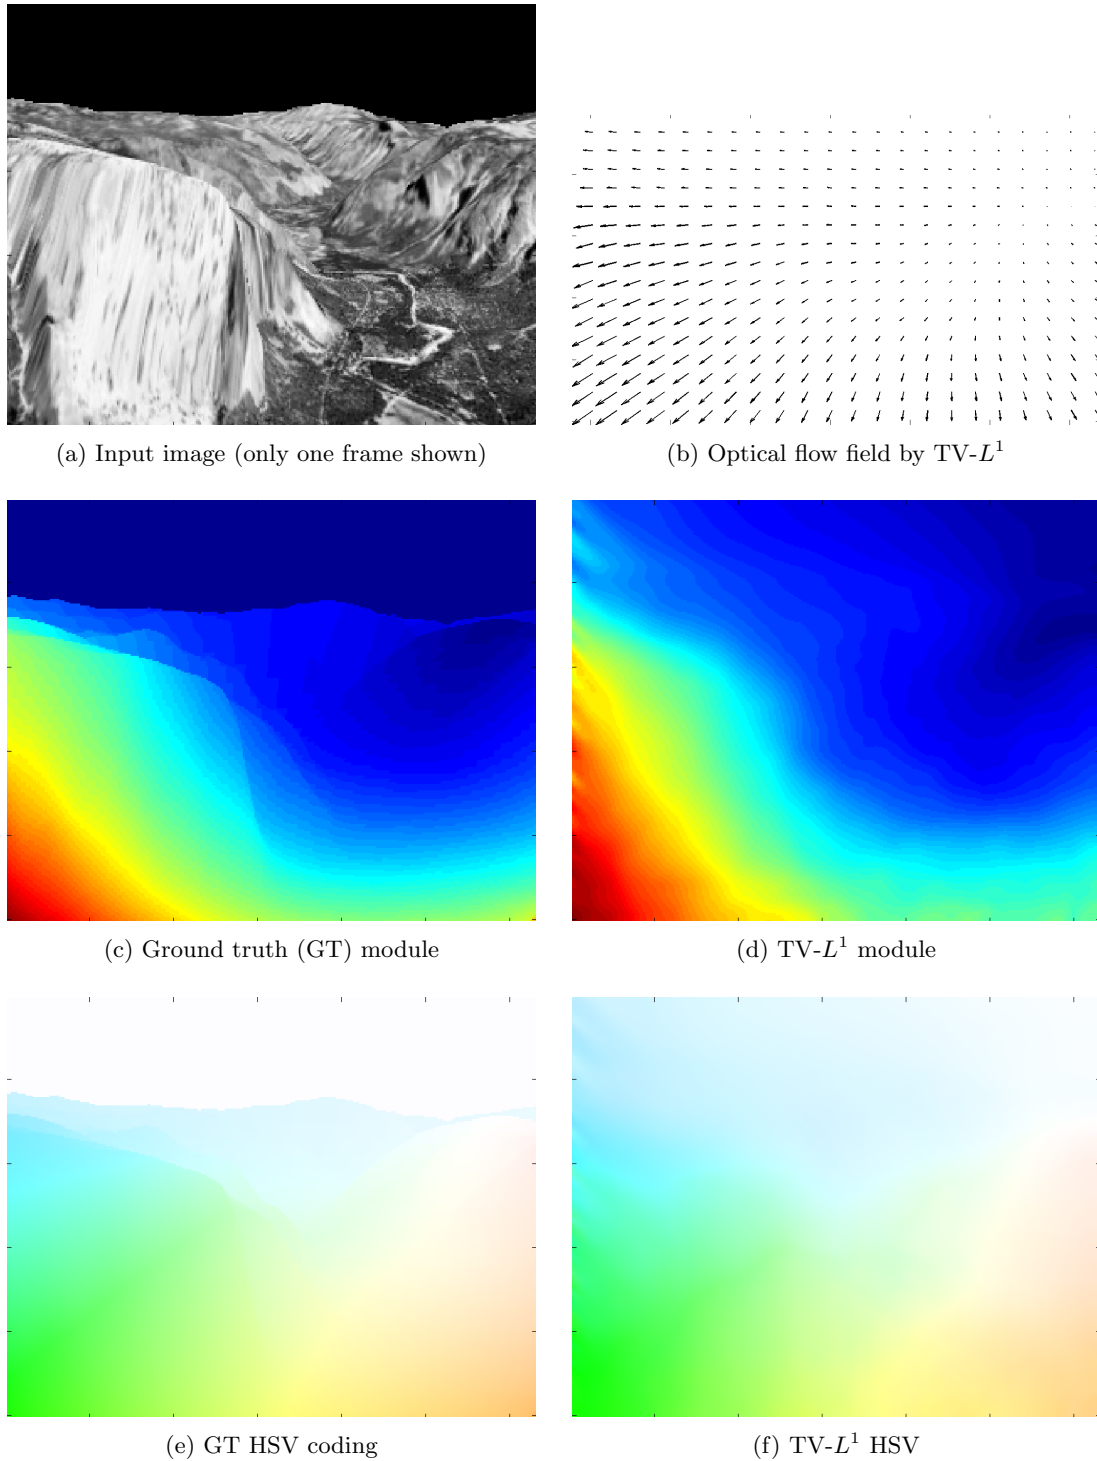 (a) Input image (only one frame shown)
(b) Optical flow field by TV-L¹
(c) Ground truth (GT) module
(d) TV-L¹ module
(e) GT HSV coding
(f) TV-L¹ HSV